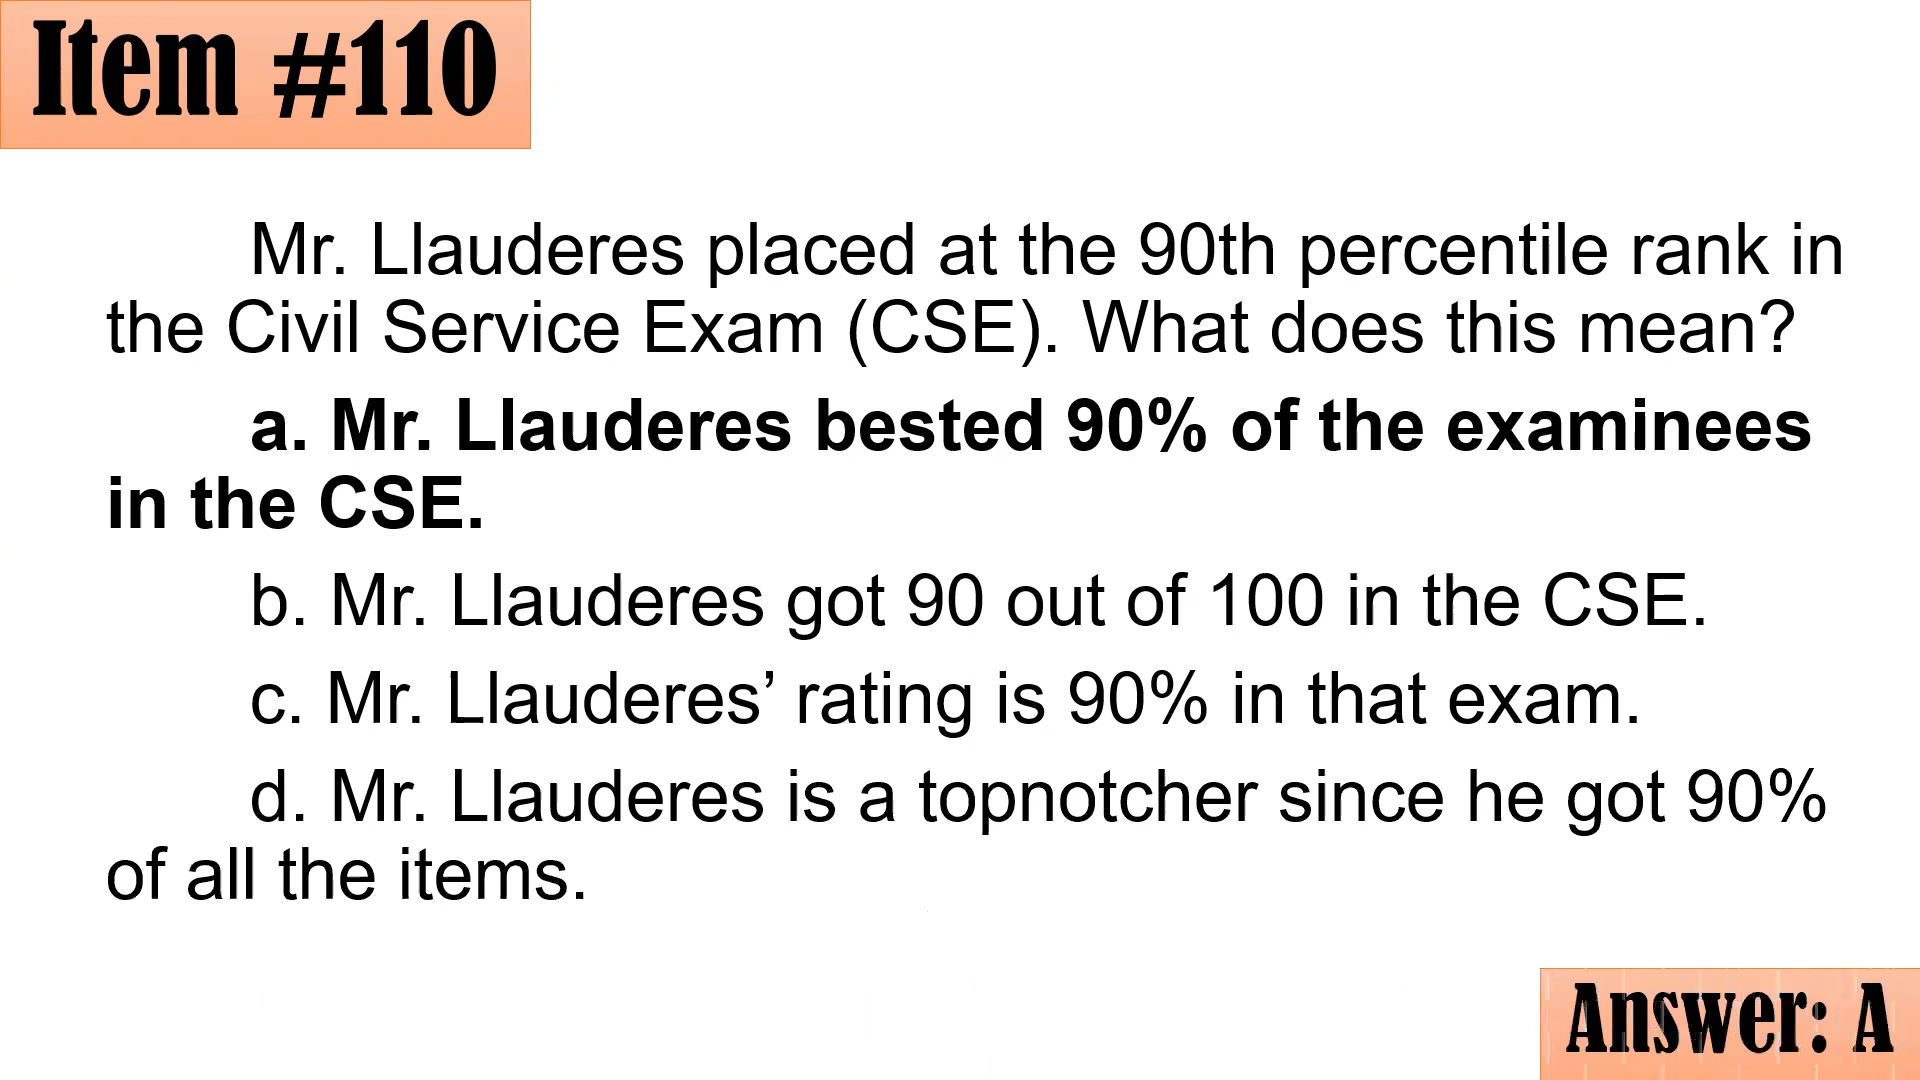 Item #110
Mr. Llauderes placed at the 90th percentile rank in
the Civil Service Exam (CSE). What does this mean?
a. Mr. Llauderes bested 90% of the examinees
in the CSE.
b. Mr. Llauderes got 90 out of 100 in the CSE.
c. Mr. Llauderes’ rating is 90% in that exam.
d. Mr. Llauderes is a topnotcher since he got 90%
of all the items.
Answer: A